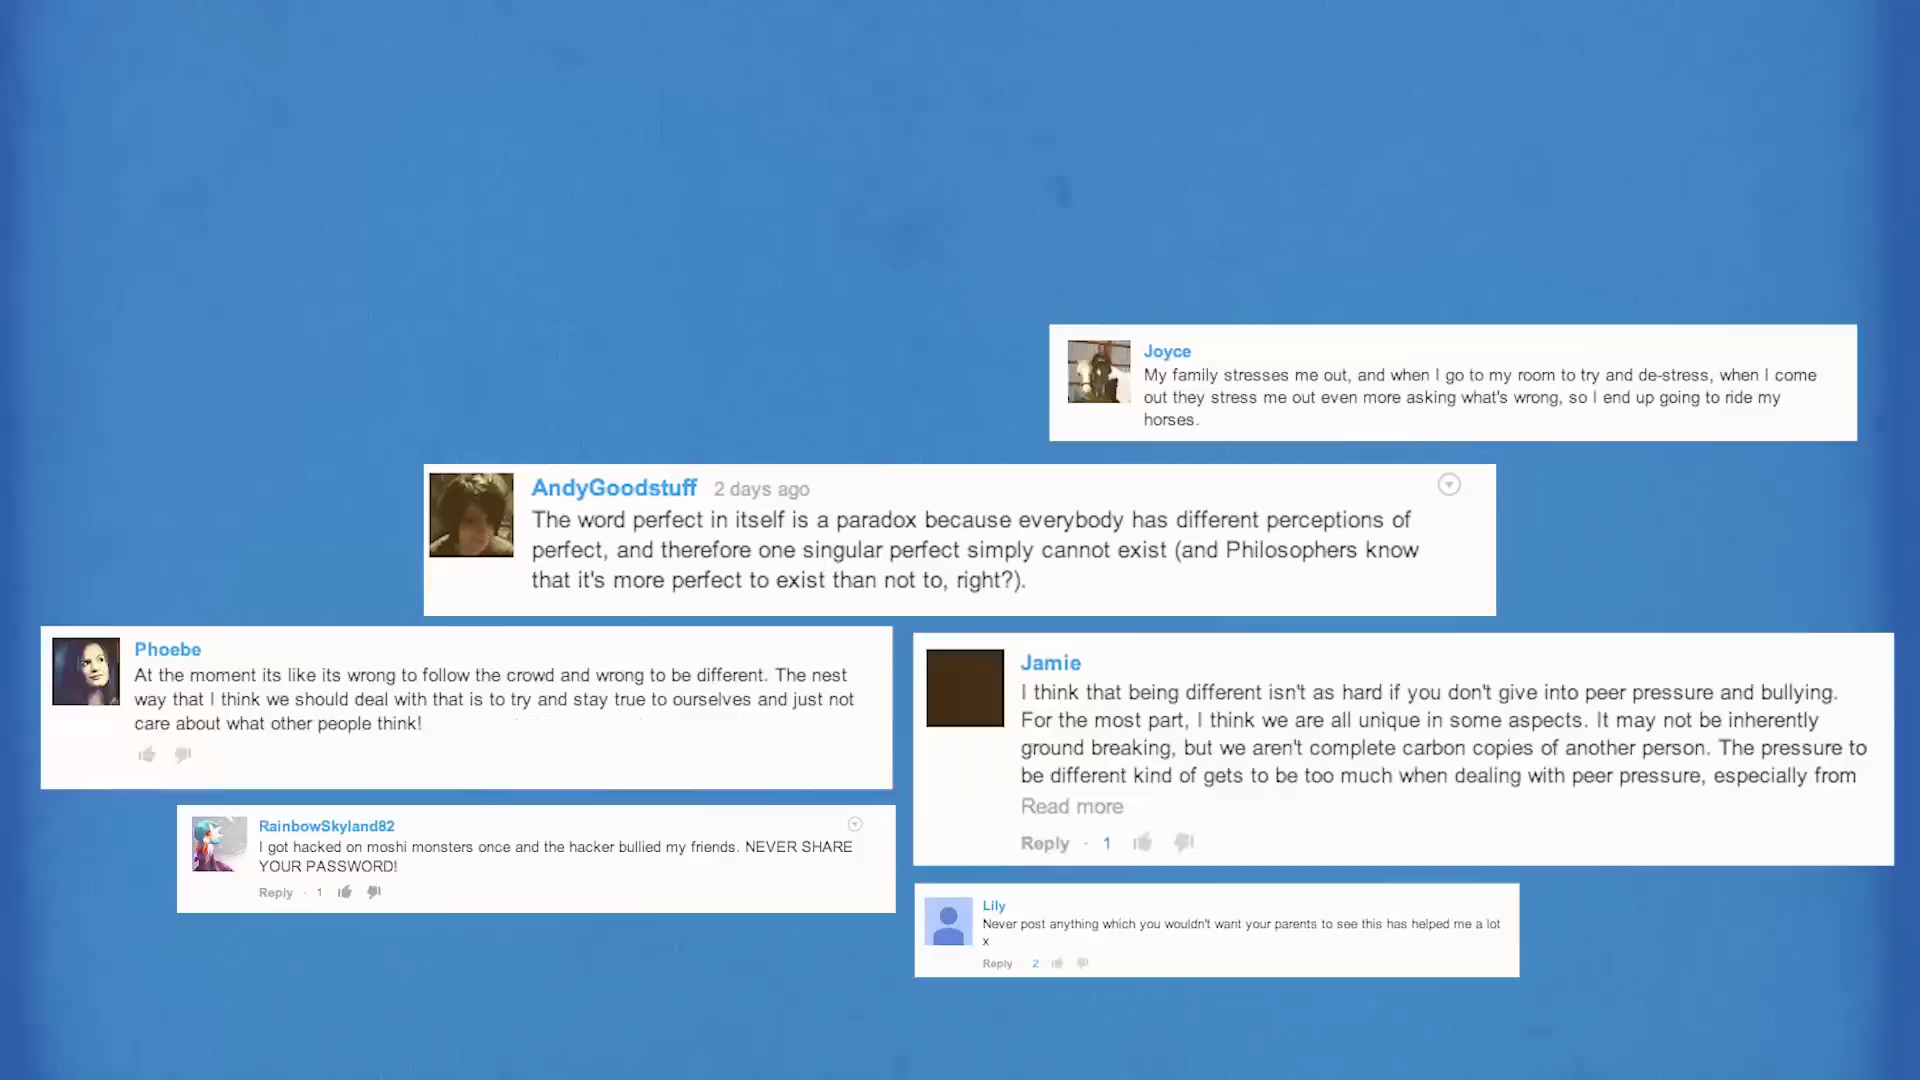 Joyce
My family stresses me out, and when I go to my room to try and de-stress, when I come
out they stress me out even more asking what's wrong, so I end up going to ride my
horses.
AndyGoodstuff 2 days ago
The word perfect in itself is a paradox because everybody has different perceptions of
perfect, and therefore one singular perfect simply cannot exist (and Philosophers know
that it's more perfect to exist than not to, right?).
Phoebe
At the moment its like its wrong to follow the crowd and wrong to be different. The nest
way that I think we should deal with that is to try and stay true to ourselves and just not
care about what other people think!
Jamie
I think that being different isn't as hard if you don't give into peer pressure and bullying.
For the most part, I think we are all unique in some aspects. It may not be inherently
ground breaking, but we aren't complete carbon copies of another person. The pressure to
be different kind of gets to be too much when dealing with peer pressure, especially from
Read more
Reply · 1
RainbowSkyland82
I got hacked on moshi monsters once and the hacker bullied my friends. NEVER SHARE
YOUR PASSWORD!
Reply · 1
Lily
Never post anything which you wouldn't want your parents to see this has helped me a lot
x
Reply · 2